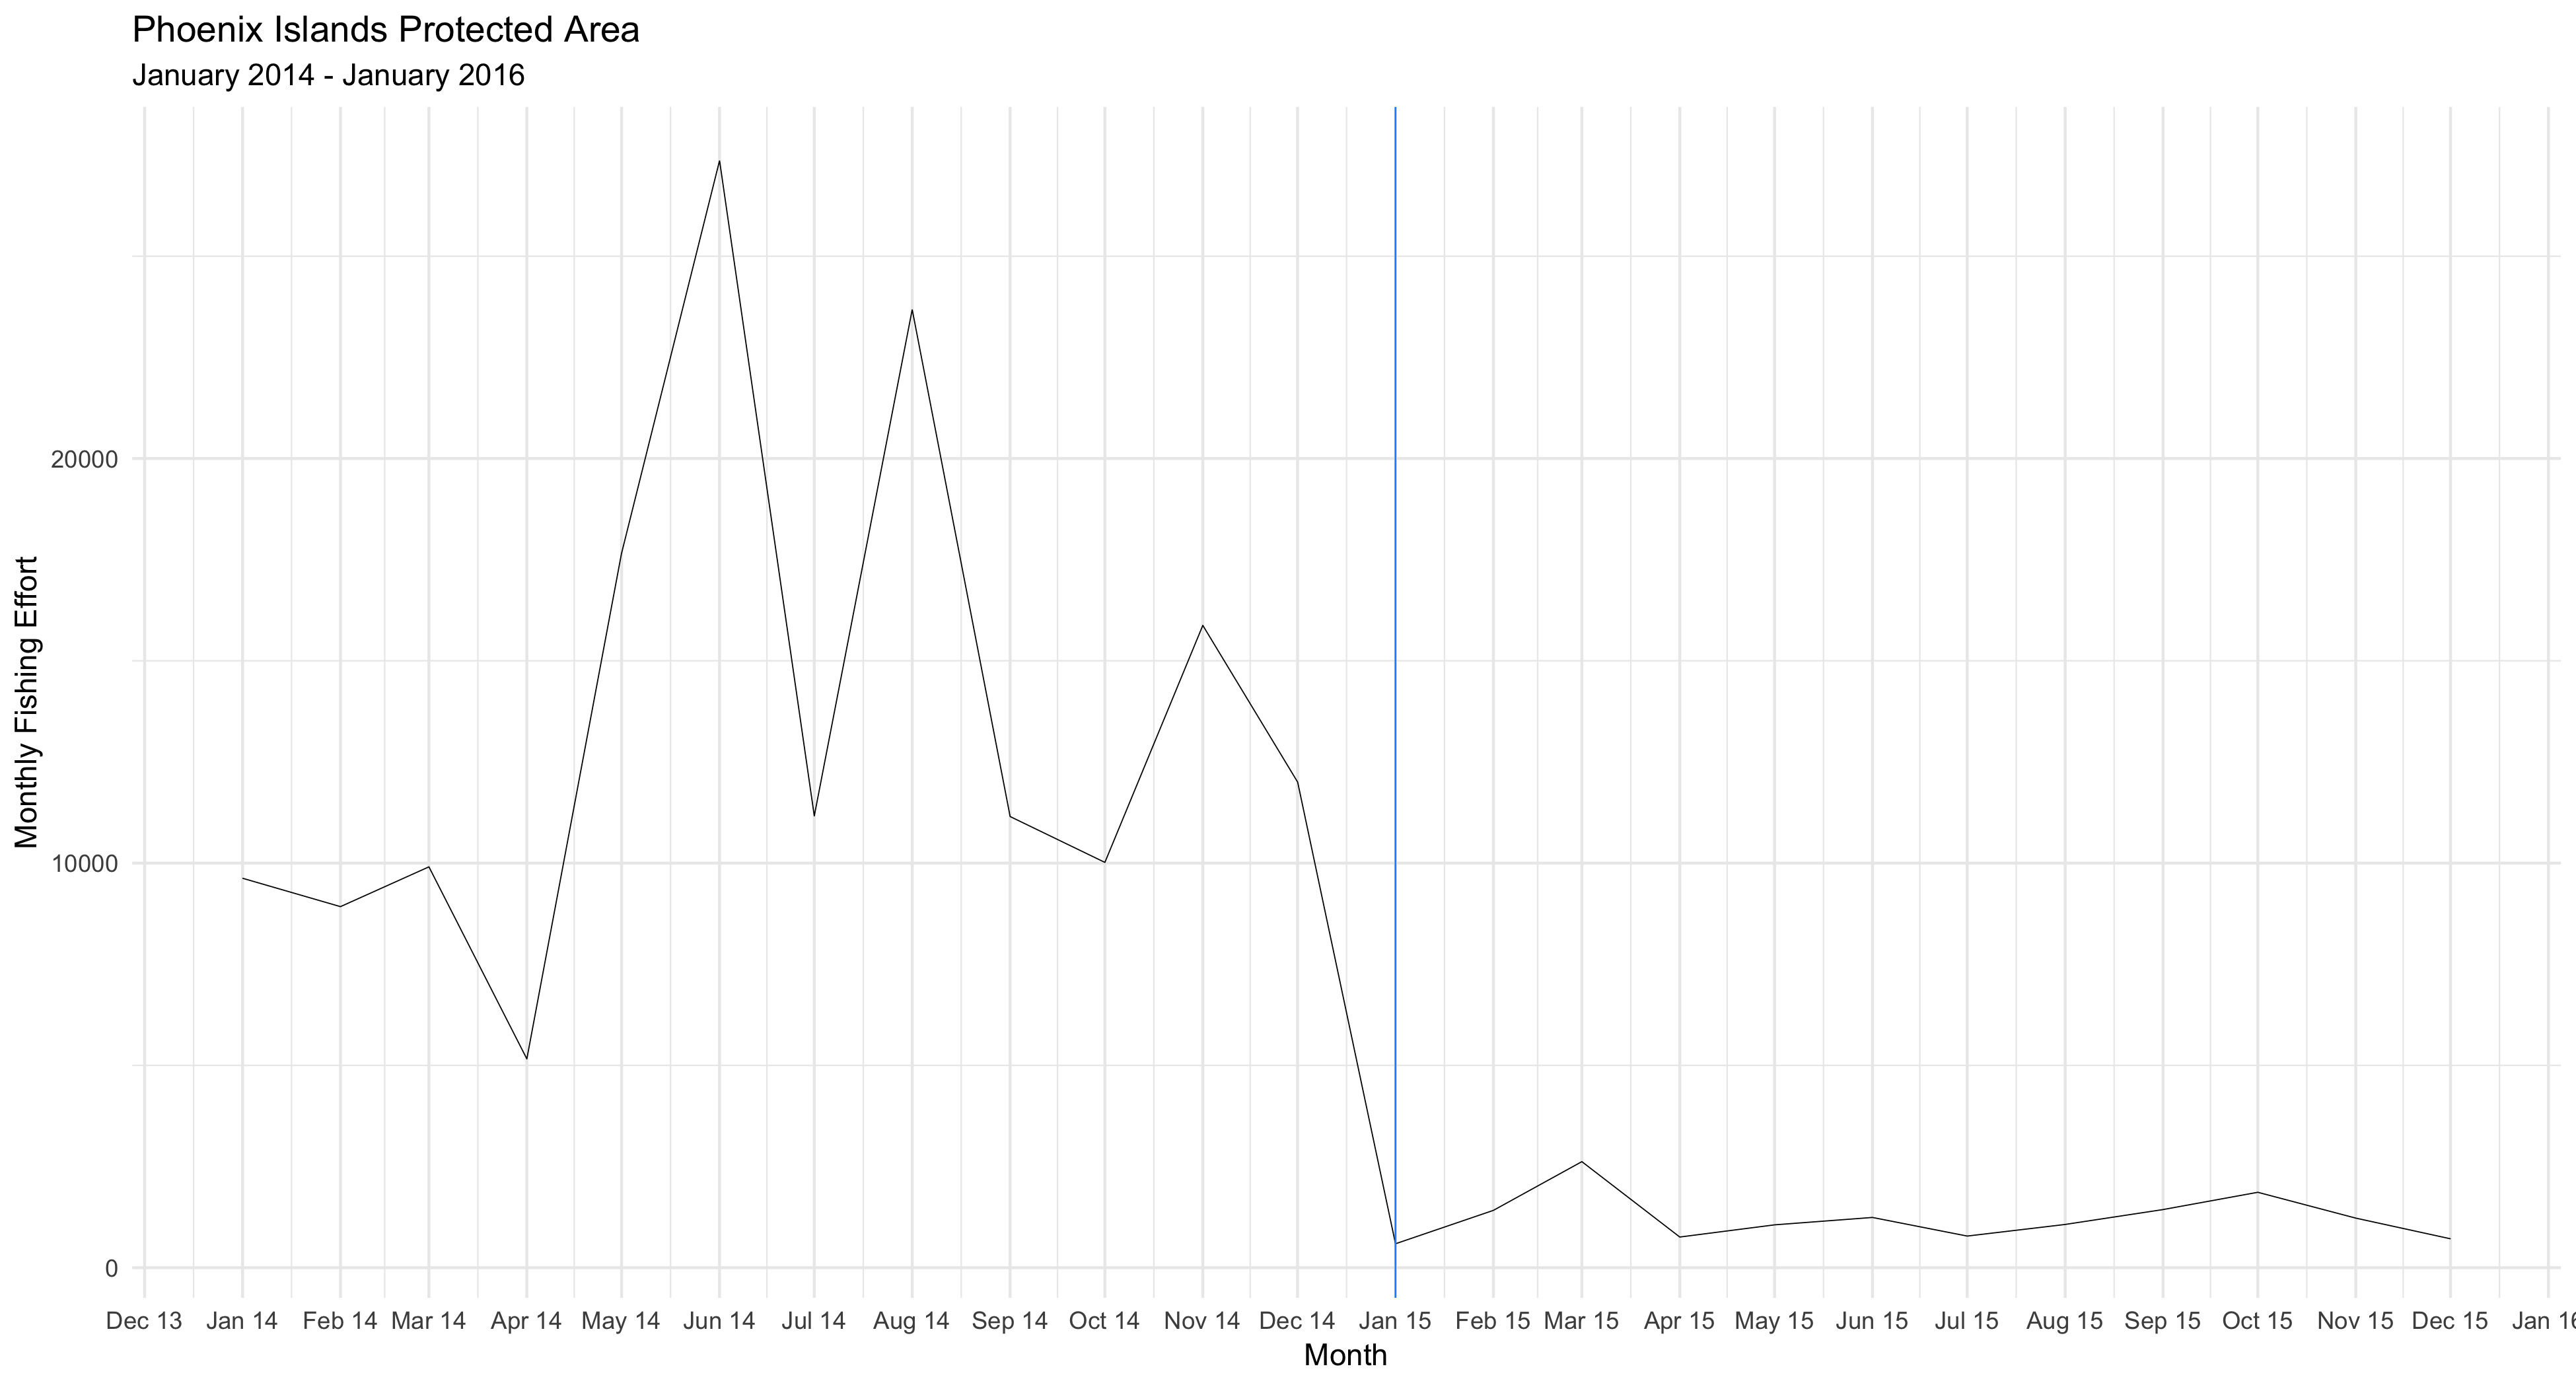 Phoenix Islands Protected Area
January 2014 - January 2016
Monthly Fishing Effort
20000
10000
0
Dec 13 Jan 14 Feb 14 Mar 14 Apr 14 May 14 Jun 14 Jul 14 Aug 14 Sep 14 Oct 14 Nov 14 Dec 14 Jan 15 Feb 15 Mar 15 Apr 15 May 15 Jun 15 Jul 15 Aug 15 Sep 15 Oct 15 Nov 15 Dec 15 Jan 16
Month